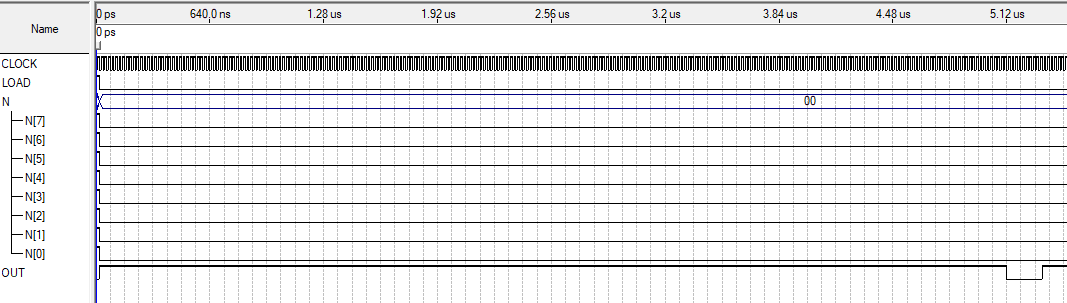 Name
0 ps 640.0 ns 1.28 us 1.92 us 2.56 us 3.2 us 3.84 us 4.48 us 5.12 us
0 ps
CLOCK
LOAD
N 00
N[7]
N[6]
N[5]
N[4]
N[3]
N[2]
N[1]
N[0]
OUT